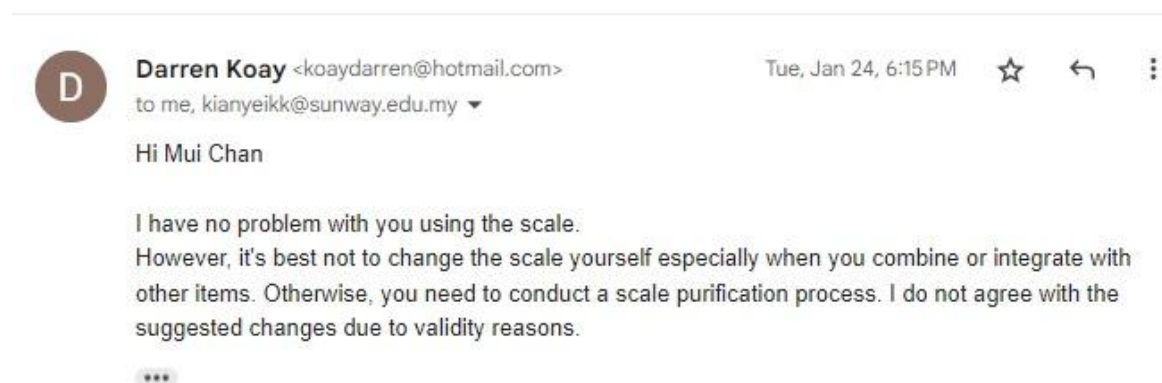 D
Darren Koay <koaydarren@hotmail.com>
Tue, Jan 24, 6:15 PM
to me, kianyeikk@sunway.edu.my
Hi Mui Chan
I have no problem with you using the scale.
However, it's best not to change the scale yourself especially when you combine or integrate with
other items. Otherwise, you need to conduct a scale purification process. I do not agree with the
suggested changes due to validity reasons.